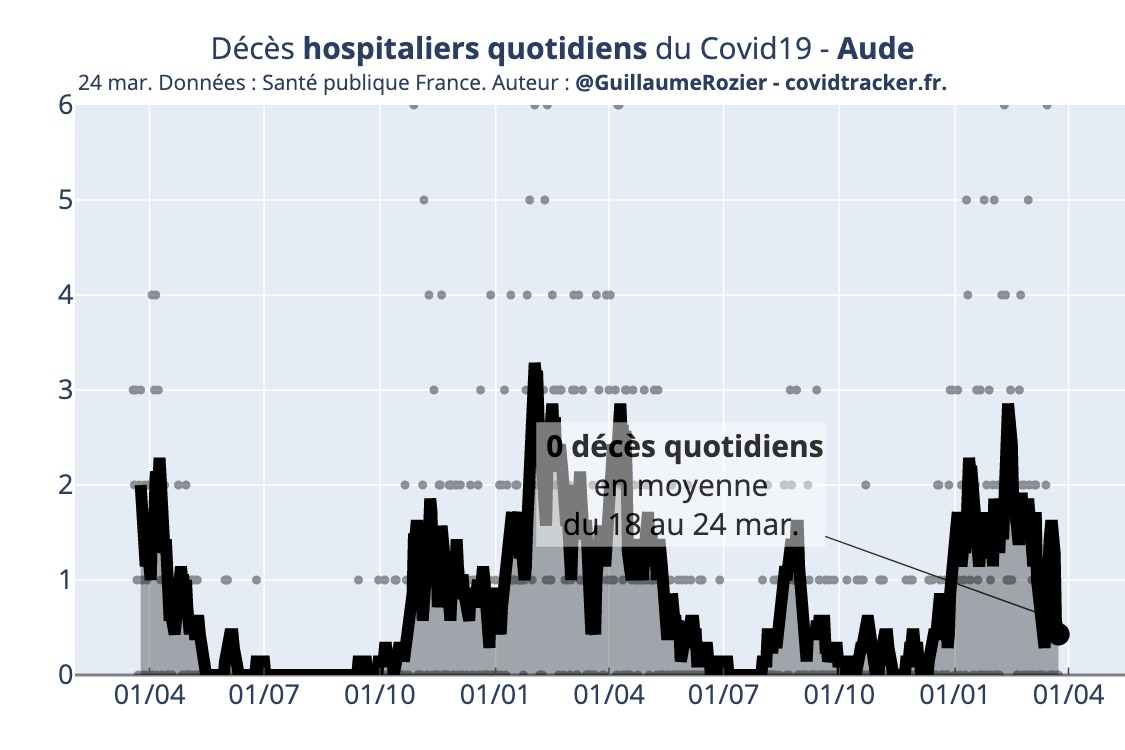 Décès hospitaliers quotidiens du Covid19 - Aude
24 mar. Données : Santé publique France. Auteur : @GuillaumeRozier - covidtracker.fr.
6
5
4
3
2
1
0
0 décès quotidiens
en moyenne
du 18 au 24 mar.
01/04 01/07 01/10 01/01 01/04 01/07 01/10 01/01 01/04